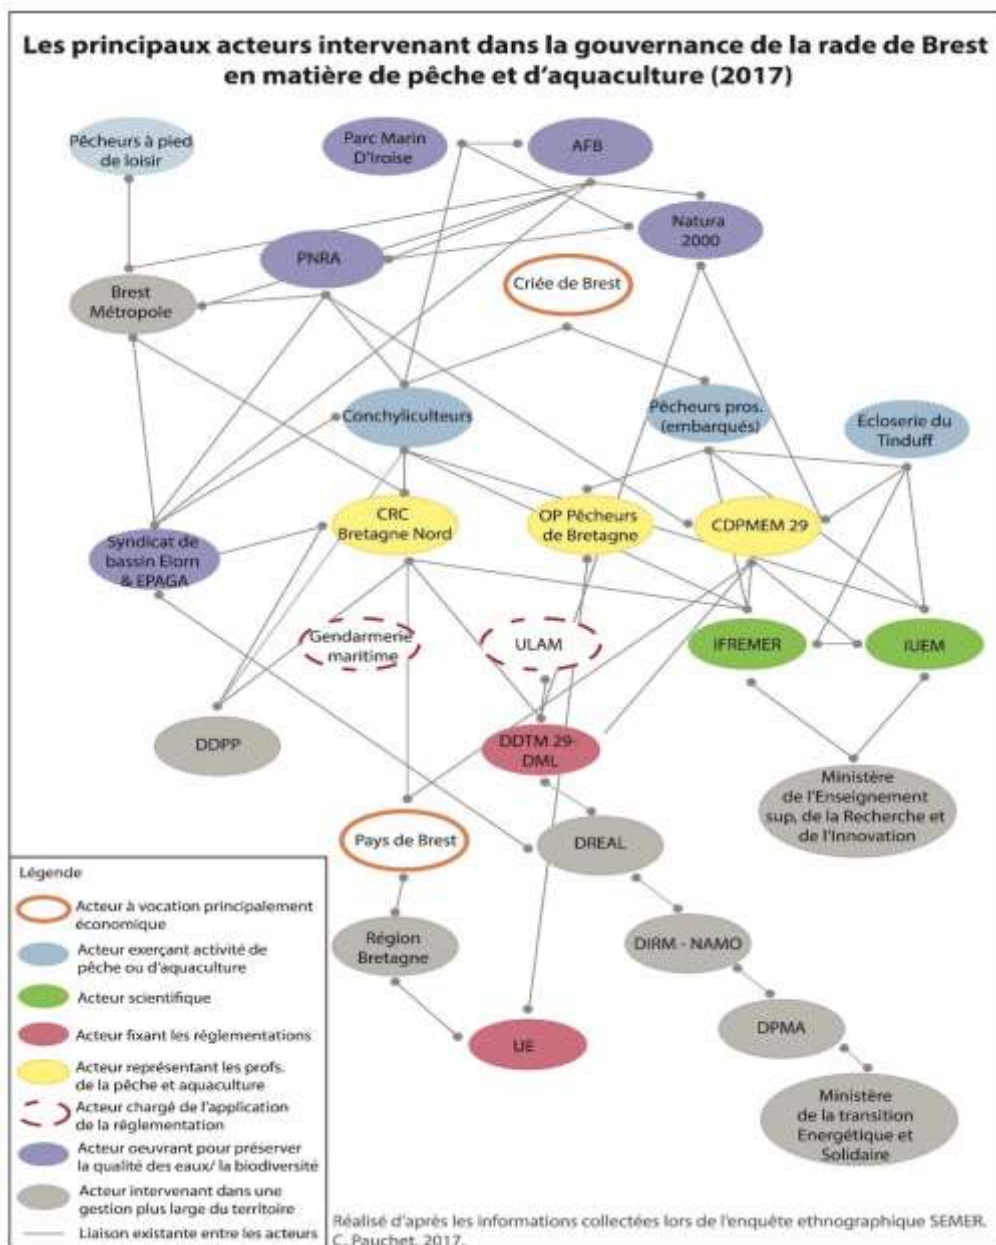 Les principaux acteurs intervenant dans la gouvernance de la rade de Brest
en matière de pêche et d'aquaculture (2017)
Pêcheurs à pied
de loisir
Parc Marin
D'Iroise
AFB
Natura
2000
PNRA
Criée de Brest
Brest
Métropole
Conchyliculteurs
Pêcheurs pros.
(embarqués)
Ecloserie du
Tinduff
CRC
Bretagne Nord
OP Pêcheurs
de Bretagne
CDPMEM 29
Syndicat de
bassin Elorn
& EPAGA
Gendarmerie
maritime
ULAM
IFREMER
IUEM
DDPP
DDTM 29-
DML
Ministère
de l'Enseignement
sup, de la Recherche et
de l'Innovation
Pays de Brest
DREAL
Région
Bretagne
DIRM - NAMO
DPMA
UE
Ministère
de la transition
Energétique et
Solidaire
Légende
Acteur à vocation principalement
économique
Acteur exerçant activité de
pêche ou d'aquaculture
Acteur scientifique
Acteur fixant les réglementations
Acteur représentant les profs.
de la pêche et aquaculture
Acteur chargé de l'application
de la réglementation
Acteur oeuvrant pour préserver
la qualité des eaux/ la biodiversité
Acteur intervenant dans une
gestion plus large du territoire
Liaison existante entre les acteurs
Réalisé d'après les informations collectées lors de l'enquête ethnographique SEMER.
C. Pauchet, 2017.